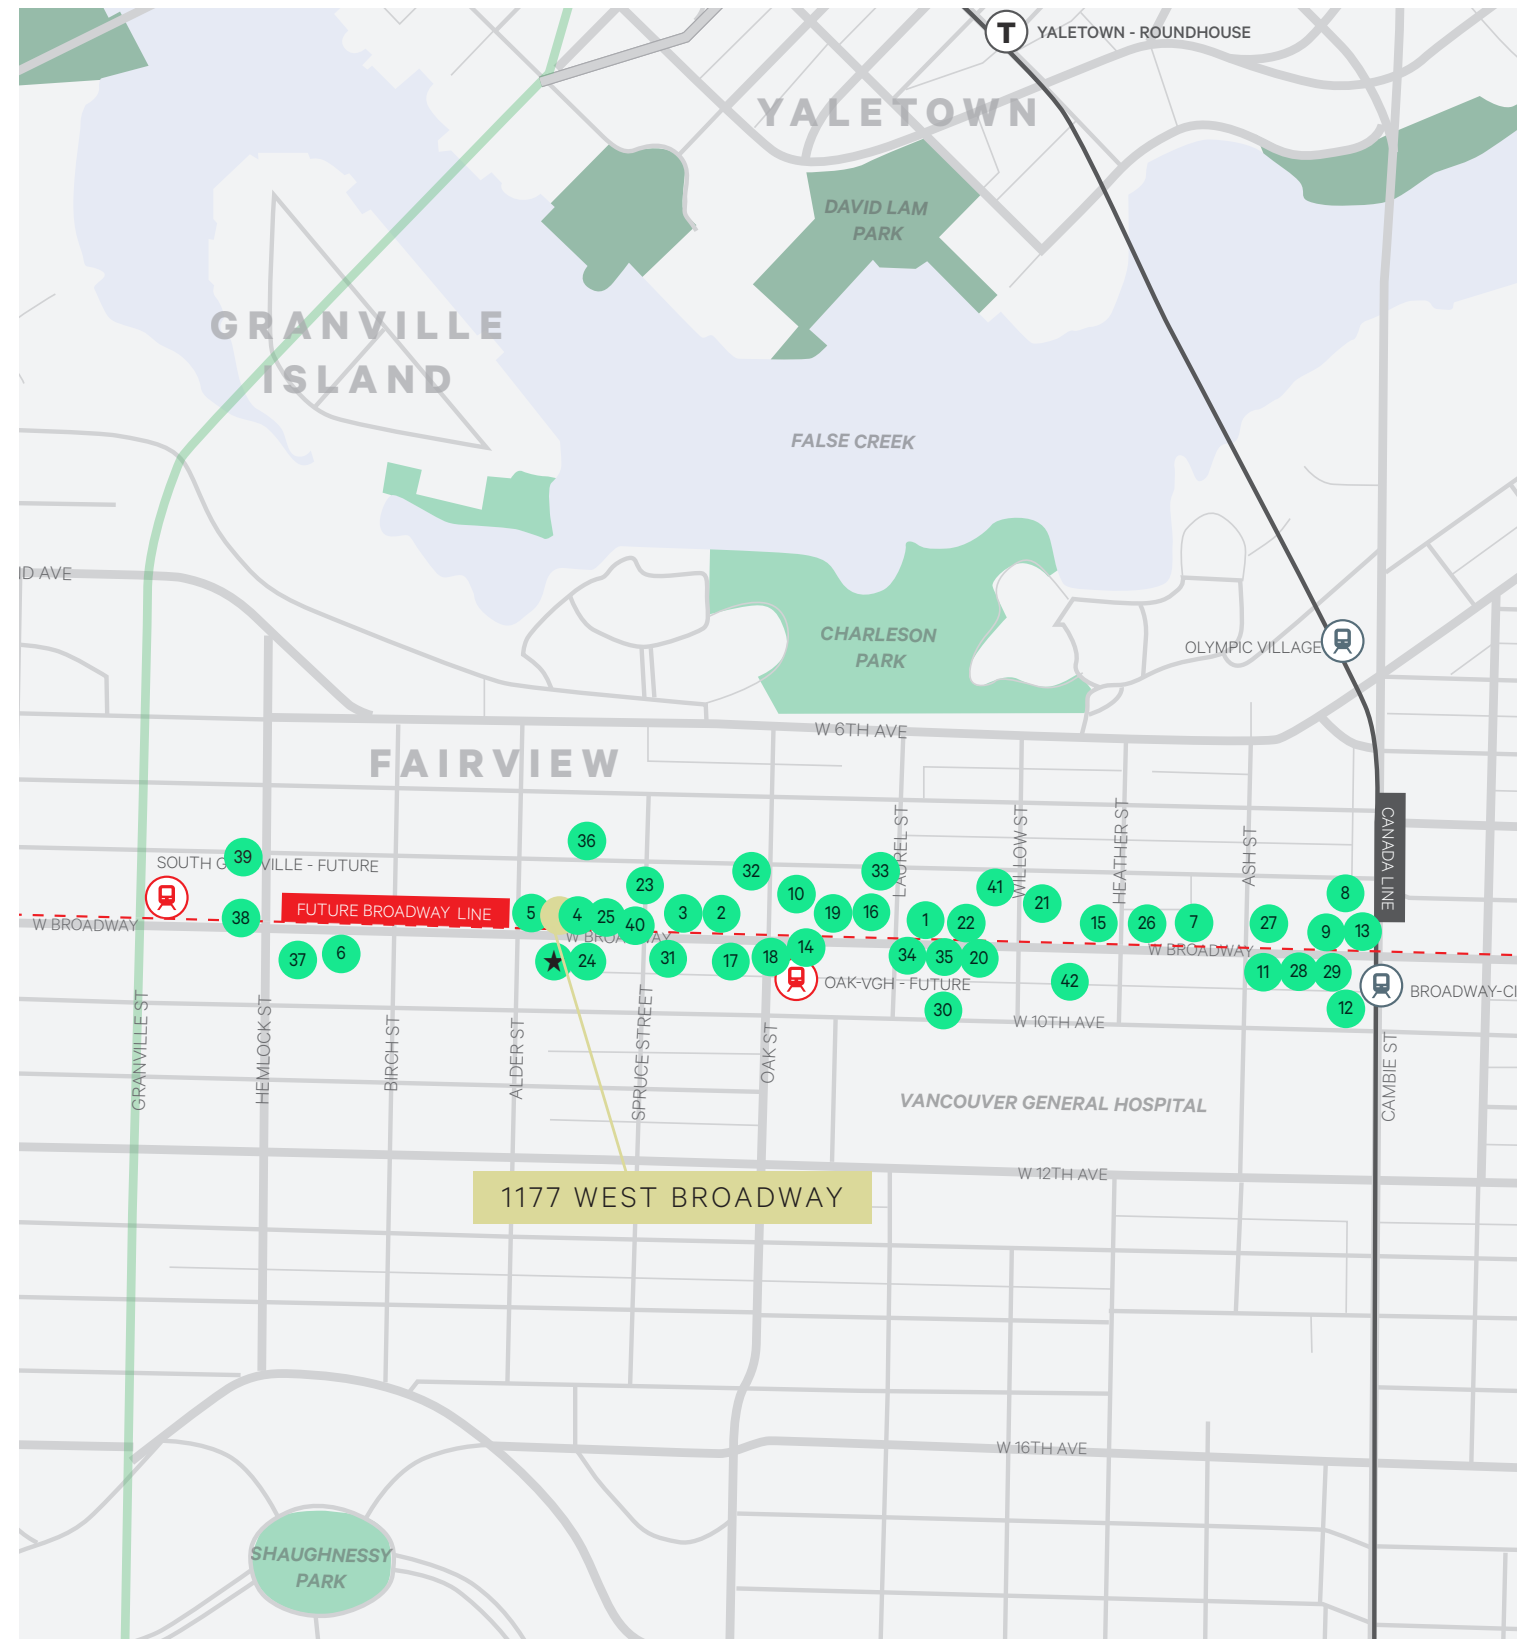 T
YALETOWN - ROUNDHOUSE
YALETOWN
DAVID LAM
PARK
GRANVILLE
ISLAND
FALSE CREEK
ID AVE
CHARLESON
PARK
OLYMPIC VILLAGE
W 6TH AVE
FAIRVIEW
LAUREL ST
WILLOW ST
HEATHER ST
ASH ST
CANADA LINE
36
39
SOUTH G
VILLE - FUTURE
32
33
23
10
41
8
21
FUTURE BROADWAY LINE
5
4
25
40
3
2
19
16
1
22
15
26
7
27
9
13
38
W BROADWAY
W BROADWAY
W BROADWAY
37
6
24
31
17
18
14
34
35
20
11
28
29
OAK-VGH - FUTURE
42
BROADWAY-CI
30
12
W 10TH AVE
GRANVILLE ST
HEMLOCK ST
BIRCH ST
ALDER ST
SPRUCE STREET
OAK ST
CAMBIE ST
VANCOUVER GENERAL HOSPITAL
W 12TH AVE
1177 WEST BROADWAY
W 16TH AVE
SHAUGHNESSY
PARK